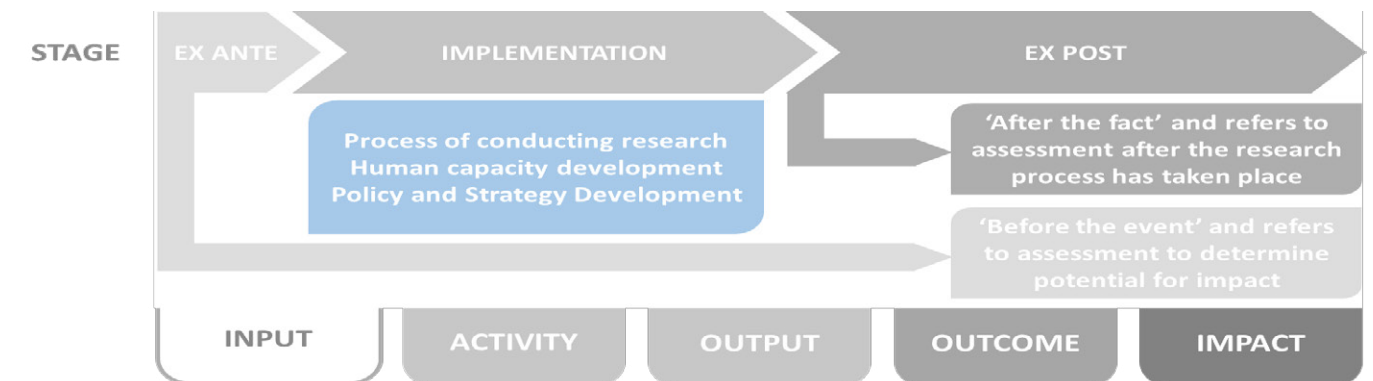 STAGE
EX ANTE
IMPLEMENTATION
EX POST
Process of conducting research
Human capacity development
Policy and Strategy Development
‘After the fact’ and refers to
assessment after the research
process has taken place
‘Before the event’ and refers
to assessment to determine
potential for impact
INPUT
ACTIVITY
OUTPUT
OUTCOME
IMPACT